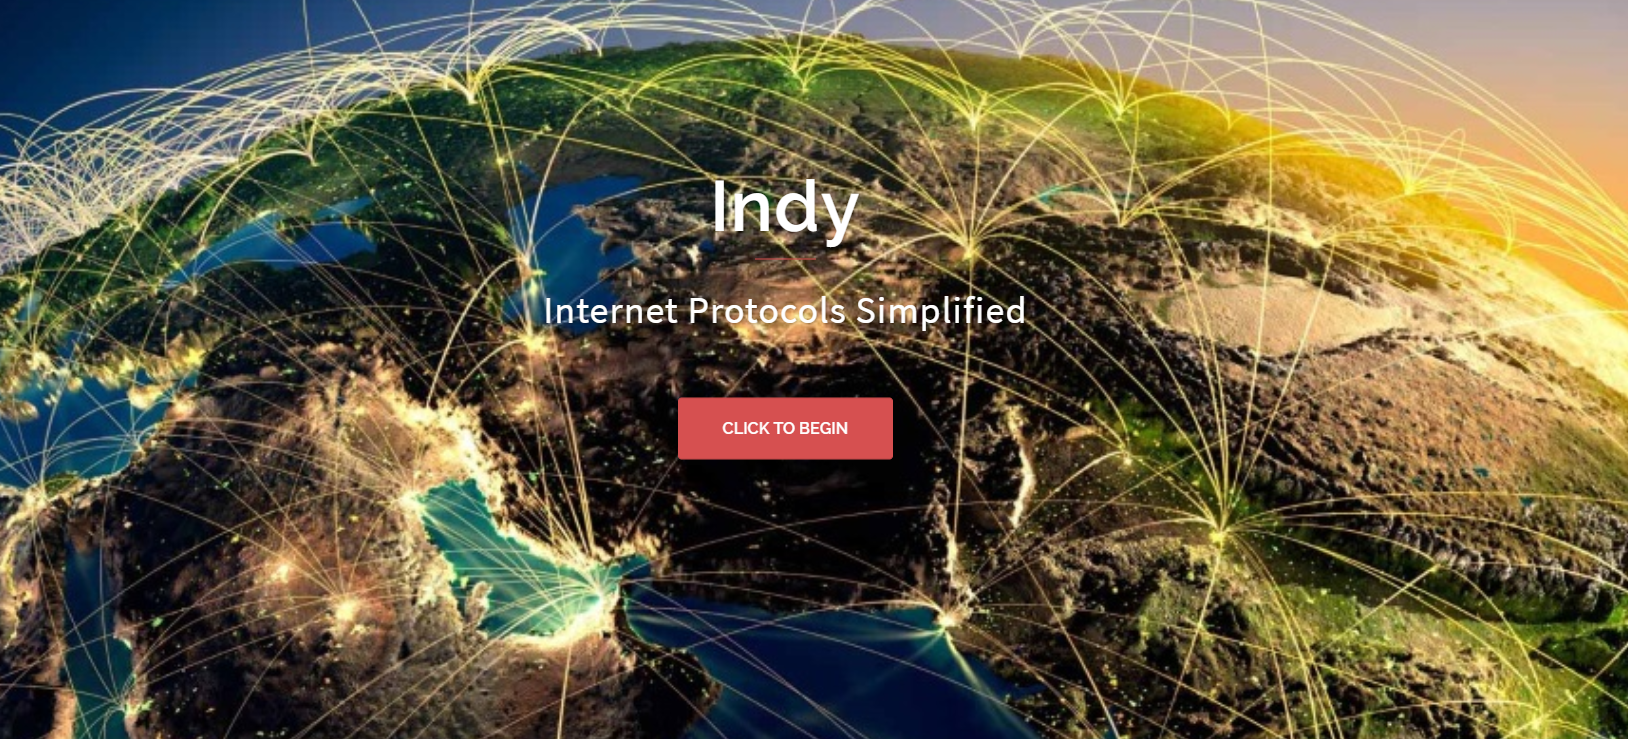 Indy
Internet Protocols Simplified
CLICK TO BEGIN